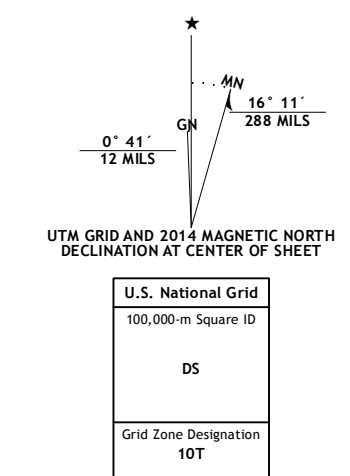 ★
MN
16° 11´
288 MILS
GN
0° 41´
12 MILS
UTM GRID AND 2014 MAGNETIC NORTH
DECLINATION AT CENTER OF SHEET
U.S. National Grid
100,000-m Square ID
DS
Grid Zone Designation
10T